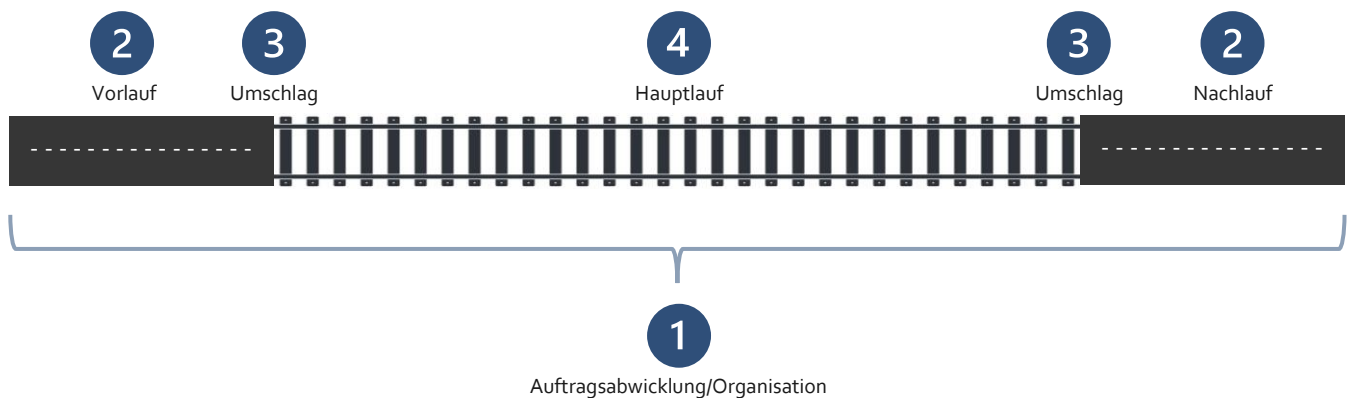 2 3 4 3 2
Vorlauf Umschlag Hauptlauf Umschlag Nachlauf
1
Auftragsabwicklung/Organisation